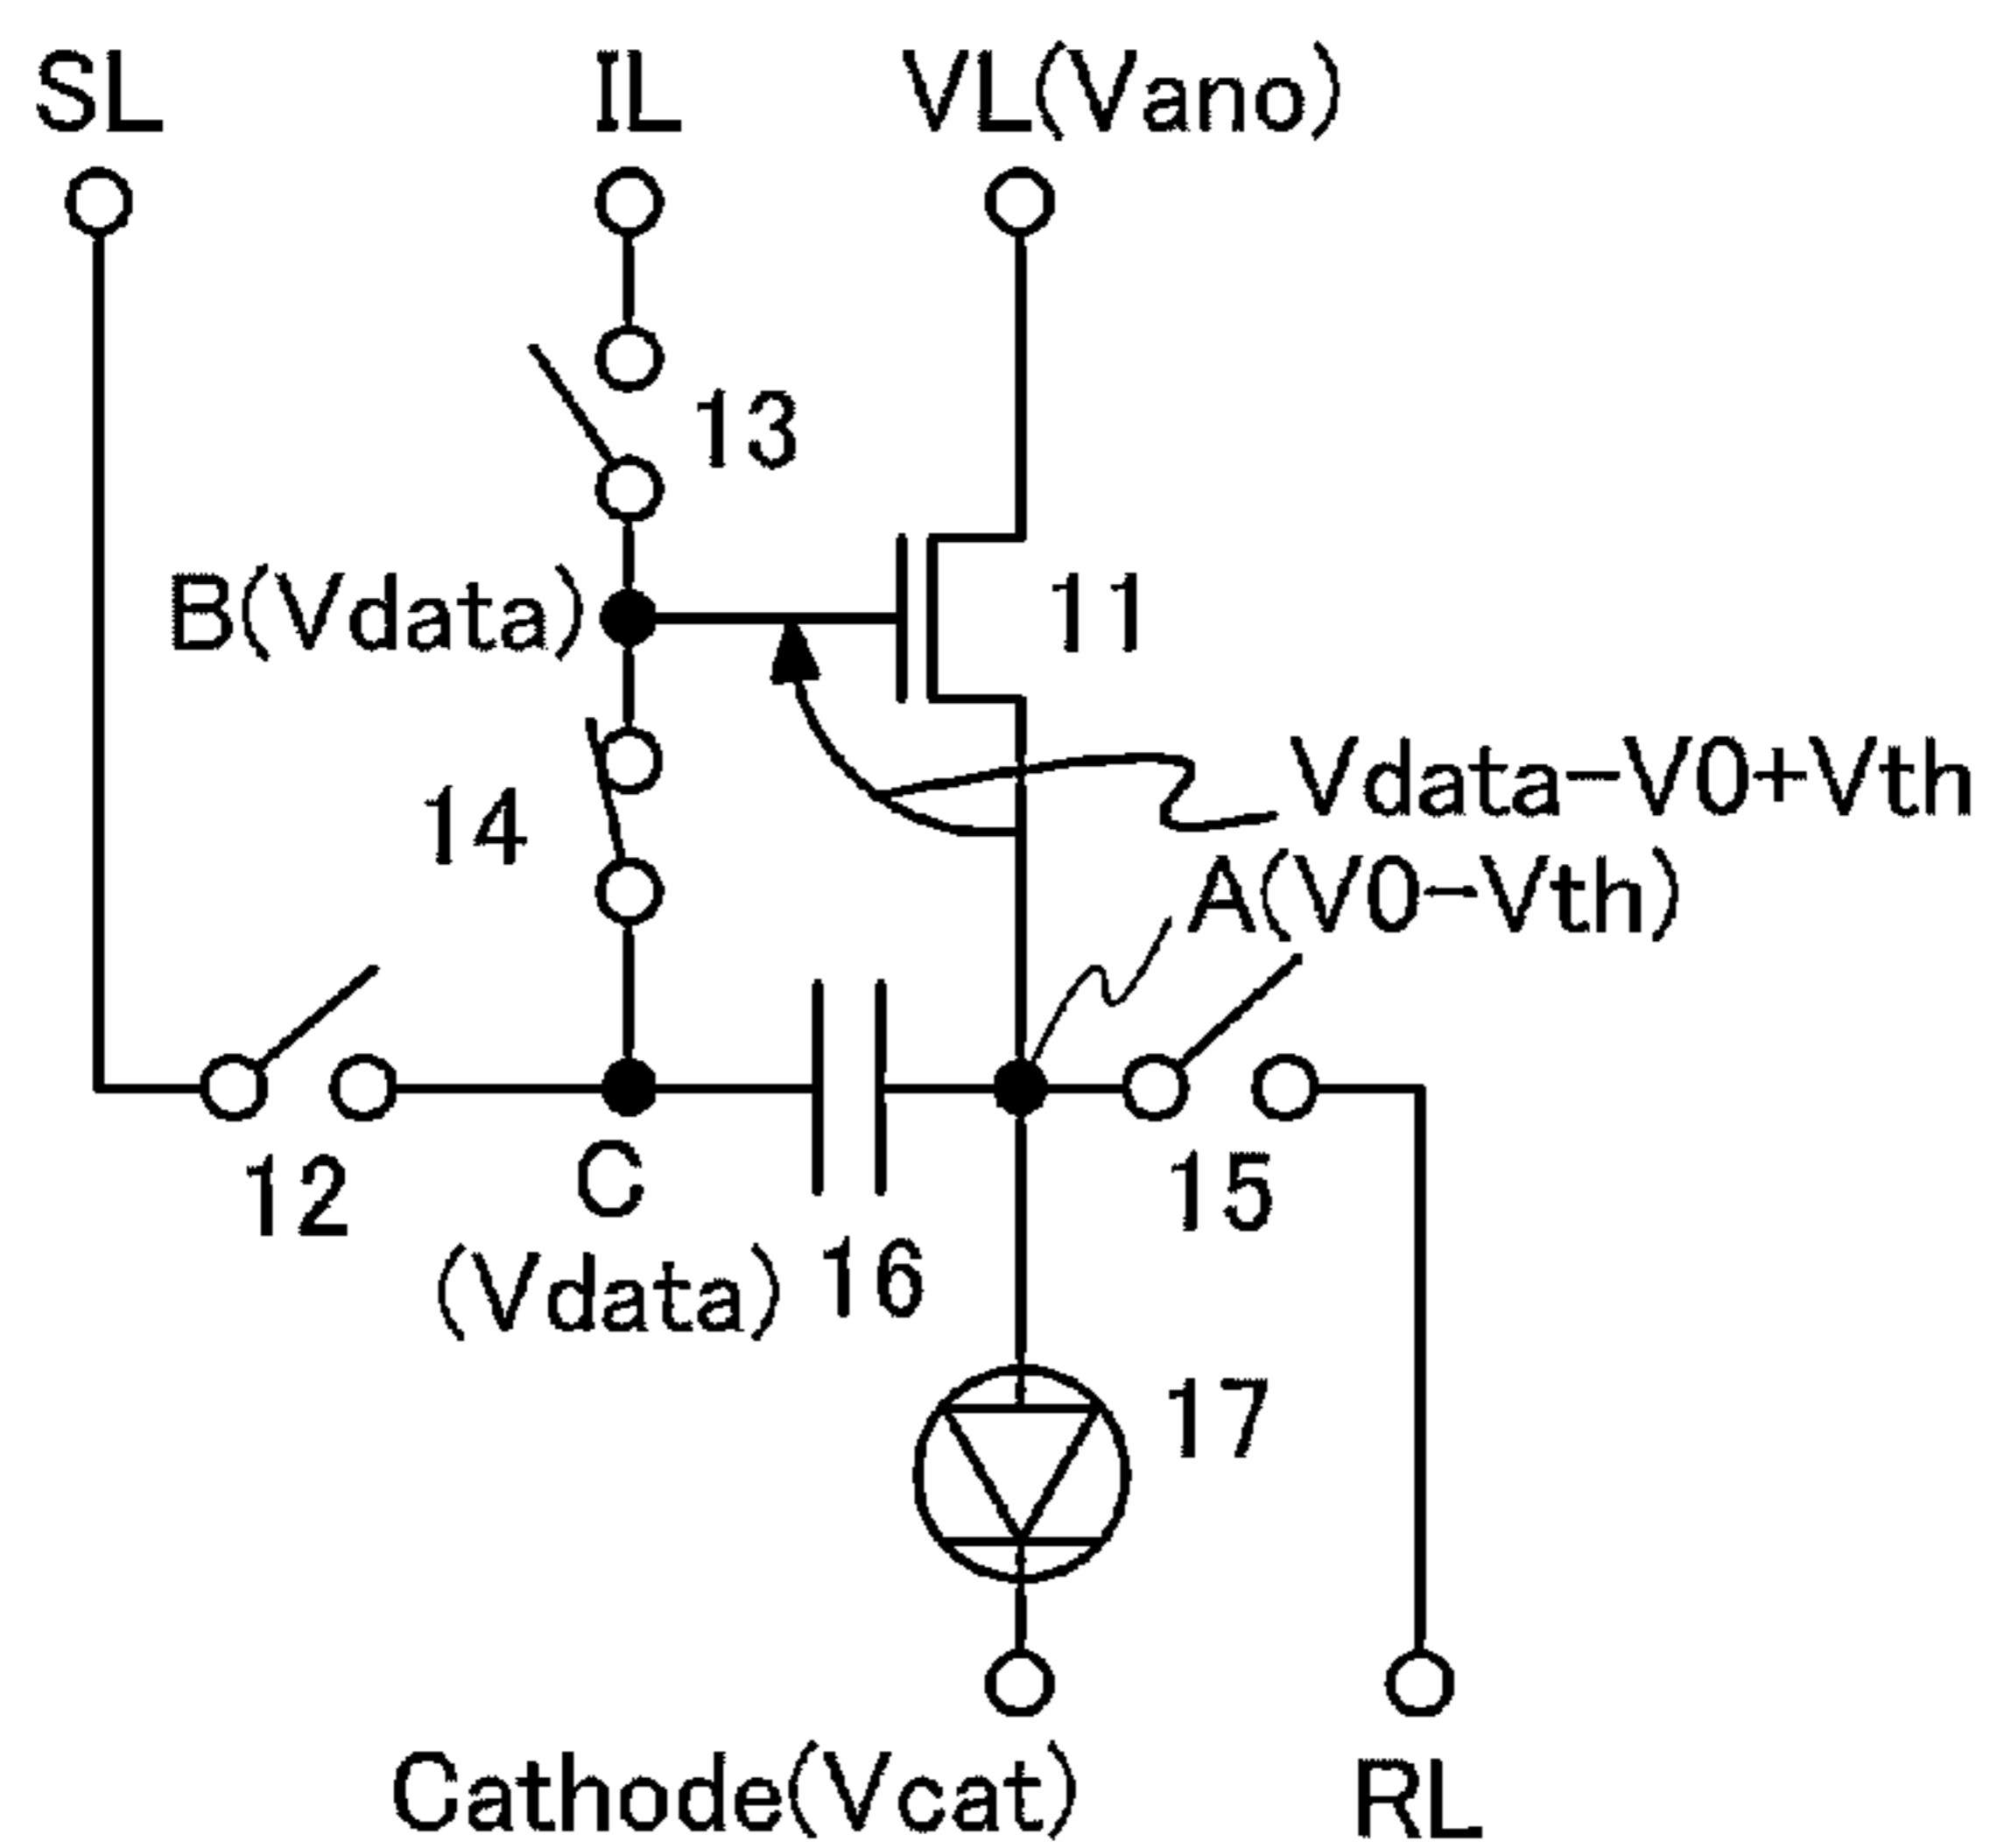 SL
IL
VL(Vano)
13
B(Vdata)
11
Vdata−V0+Vth
14
A(V0−Vth)
12
C
(Vdata)
16
15
17
Cathode(Vcat)
RL